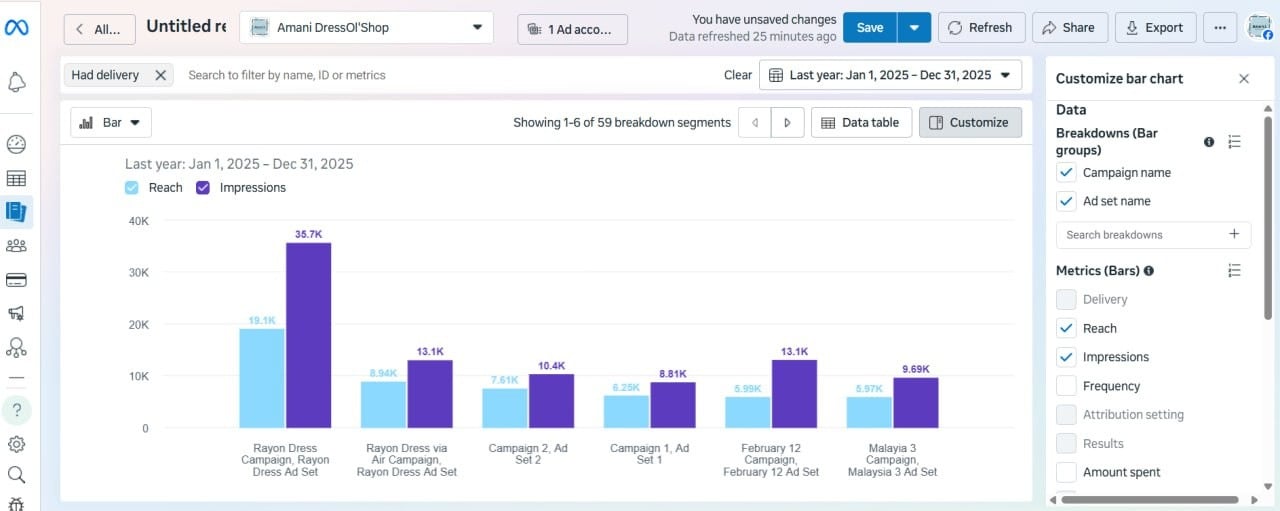 All...
Untitled re
Amani DressOl'Shop
1 Ad acco...
You have unsaved changes
Data refreshed 25 minutes ago
Save
Refresh
Share
Export
...
Had delivery
Search to filter by name, ID or metrics
Clear
Last year: Jan 1, 2025 – Dec 31, 2025
Bar
Showing 1-6 of 59 breakdown segments
Data table
Customize
Last year: Jan 1, 2025 – Dec 31, 2025
Reach
Impressions
40K
30K
20K
10K
0
19.1K
35.7K
8.94K
13.1K
7.61K
10.4K
6.25K
8.81K
5.99K
13.1K
5.97K
9.69K
Rayon Dress
Campaign, Rayon
Dress Ad Set
Rayon Dress via
Air Campaign,
Rayon Dress Ad Set
Campaign 2, Ad
Set 2
Campaign 1, Ad
Set 1
February 12
Campaign,
February 12 Ad Set
Malayia 3
Campaign,
Malaysia 3 Ad Set
Customize bar chart
Data
Breakdowns (Bar
groups)
Campaign name
Ad set name
Search breakdowns
Metrics (Bars)
Delivery
Reach
Impressions
Frequency
Attribution setting
Results
Amount spent